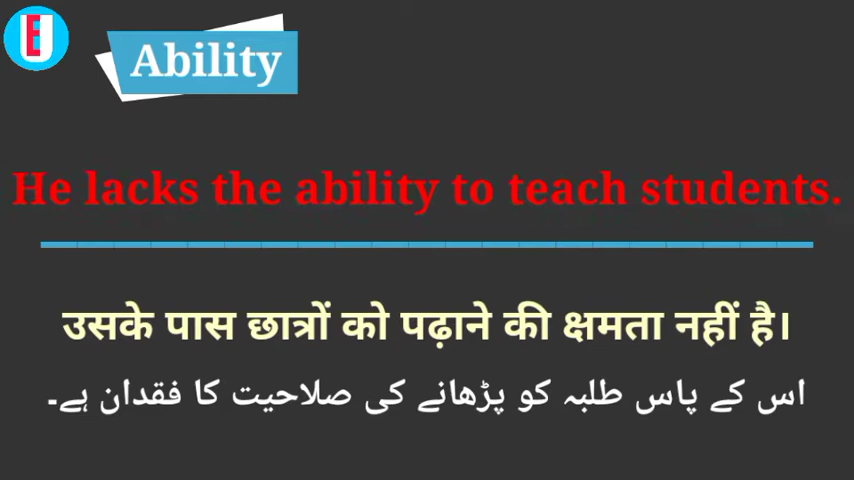 EU
Ability
He lacks the ability to teach students.
उसके पास छात्रों को पढ़ाने की क्षमता नहीं है।
اس کے پاس طلبہ کو پڑھانے کی صلاحیت کا فقدان ہے۔